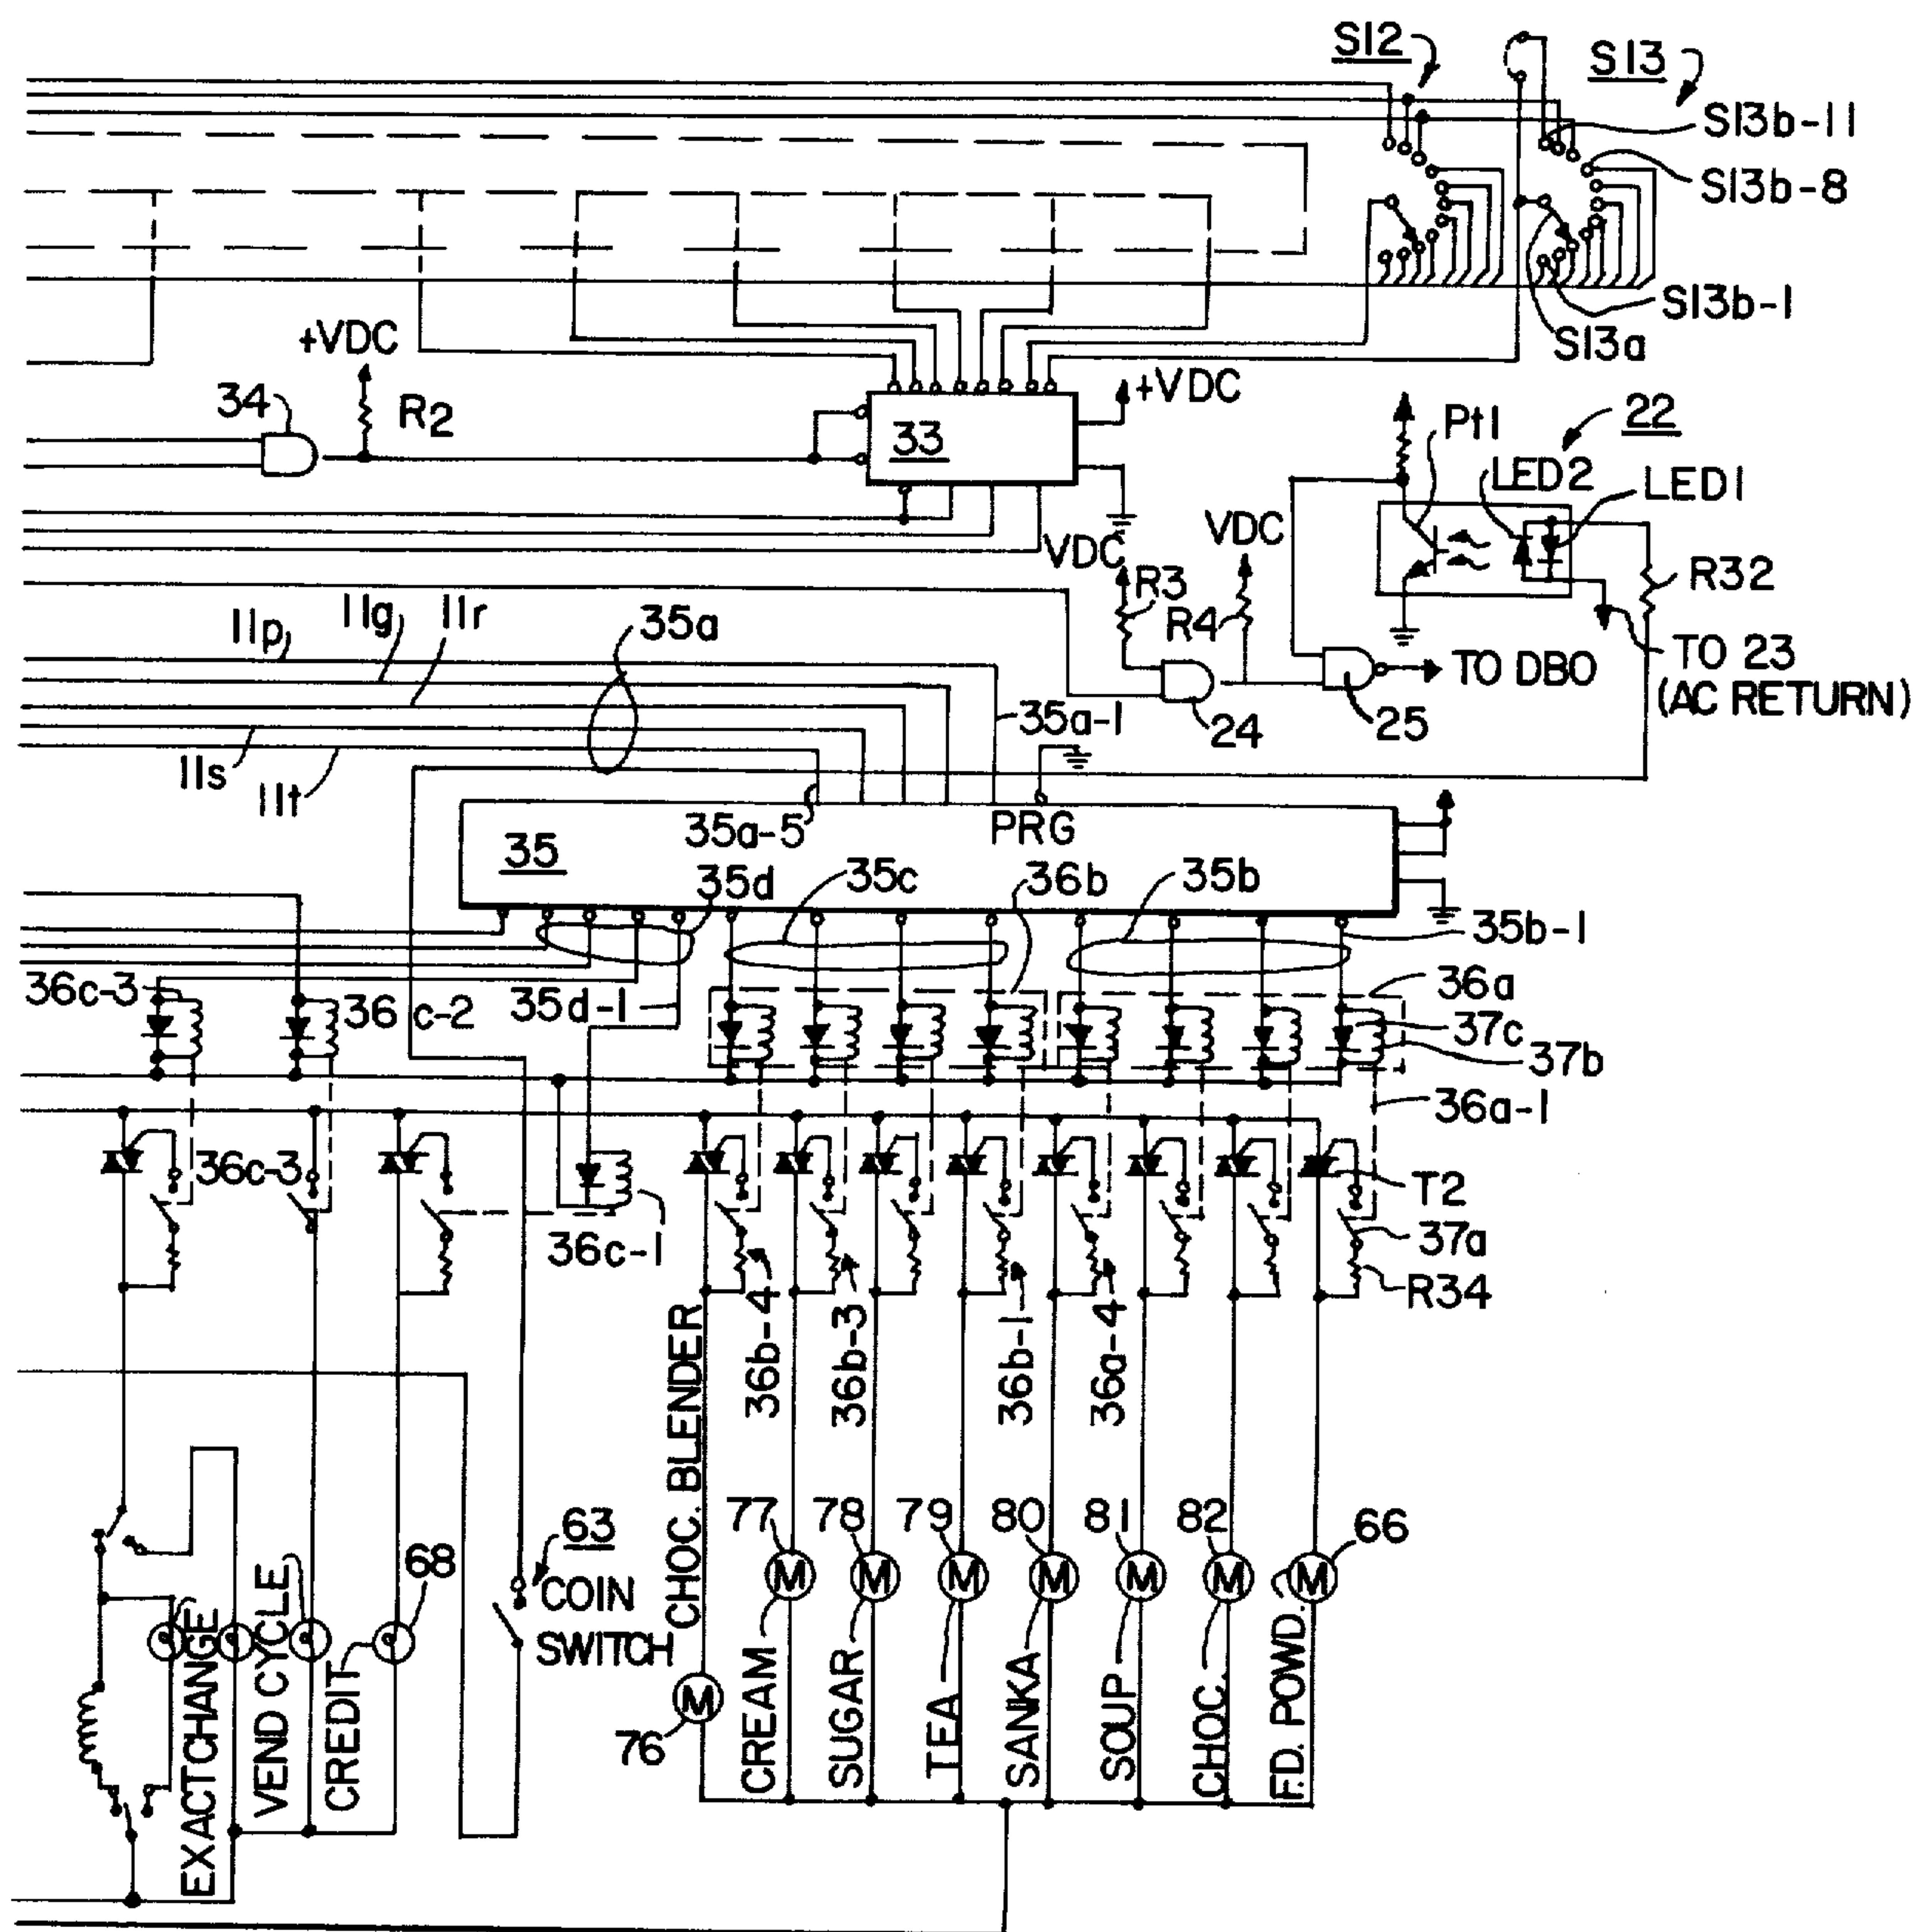 S12
S13
S13b-11
S13b-8
S13b-1
S13a
+VDC
34
R2
33
+VDC
Pt1
22
LED2
LED1
VDC
VDC
R3
R4
R32
11p
11g
11r
35a
TO DBO
TO 23
(AC RETURN)
35a-1
24
25
11s
11t
35a-5
PRG
35
35d
35c
36b
35b
35b-1
36c-3
36c-2
35d-1
36a
37c
37b
36a-1
36c-3
T2
36c-1
37a
R34
36b-4
36b-3
36b-1
36a-4
CHOC. BLENDER
77
78
79
80
81
82
66
63
COIN
SWITCH
68
M
M
M
M
M
M
M
M
76
EXACT CHANGE
VEND CYCLE
CREDIT
CREAM
SUGAR
TEA
SANKA
SOUP
CHOC.
F.D. POWD.